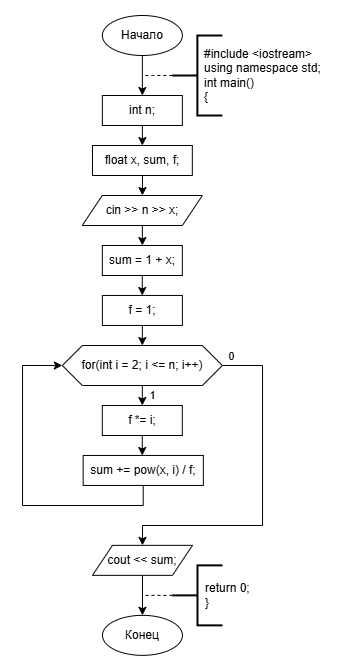 Начало
#include <iostream>
using namespace std;
int main()
{
int n;
float x, sum, f;
cin >> n >> x;
sum = 1 + x;
f = 1;
for(int i = 2; i <= n; i++)
0
1
f *= i;
sum += pow(x, i) / f;
cout << sum;
return 0;
}
Конец